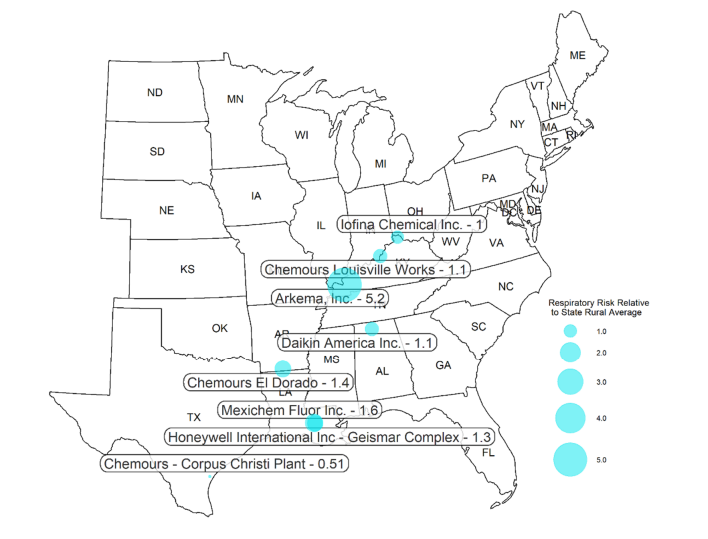 ME
ND
MN
VT
NH
WI
NY
MA
CT
RI
SD
MI
PA
IA
NJ
NE
MD
DC
DE
OH
IL
Iofina Chemical Inc. - 1
WV
VA
KS
Chemours Louisville Works - 1.1
NC
Arkema, Inc. - 5.2
Respiratory Risk Relative
to State Rural Average
1.0
OK
AR
SC
Daikin America Inc. - 1.1
2.0
MS
AL
GA
Chemours El Dorado - 1.4
3.0
LA
Mexichem Fluor Inc. - 1.6
TX
4.0
Honeywell International Inc - Geismar Complex - 1.3
FL
Chemours - Corpus Christi Plant - 0.51
5.0